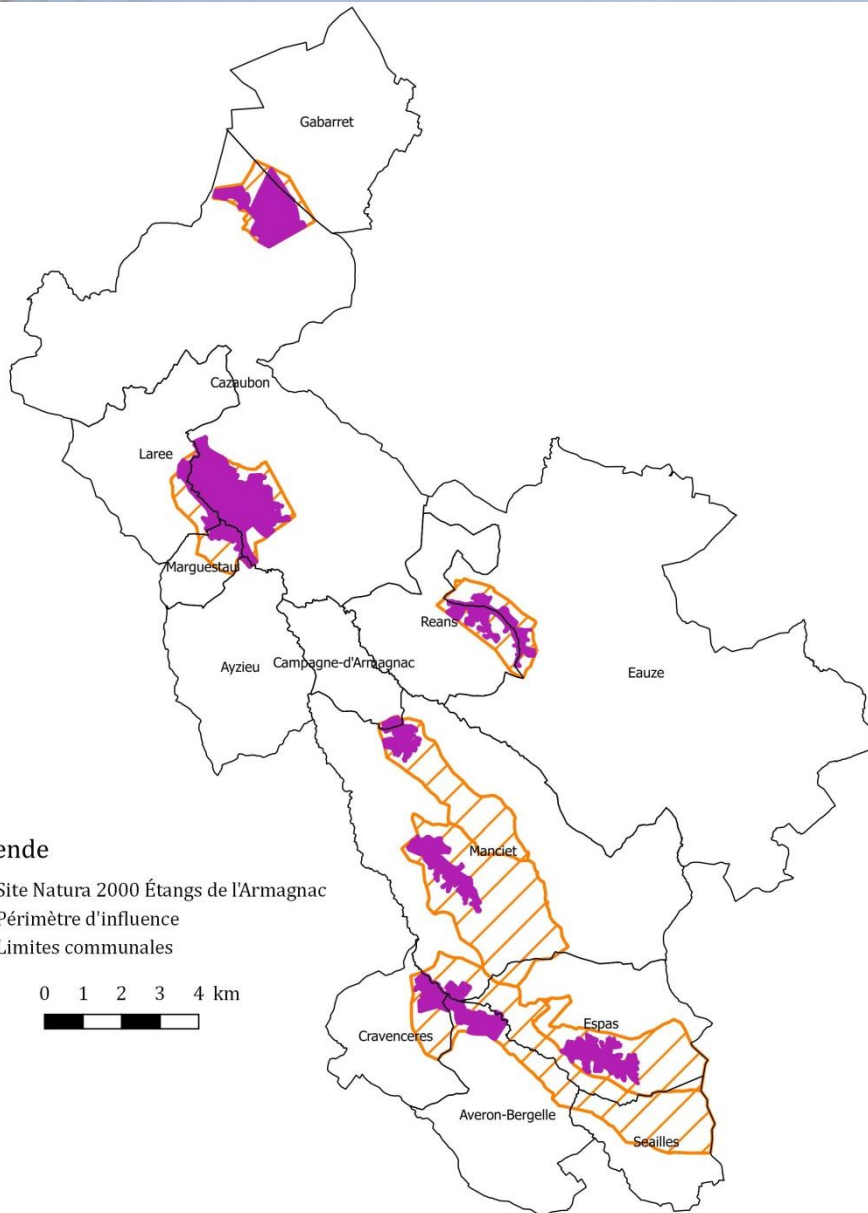 Gabarret
Cazaubon
Laree
Marguestau
Reans
Ayzieu
Campagne-d'Armagnac
Eauze
Manciet
ende
Site Natura 2000 Étangs de l'Armagnac
Périmètre d'influence
Limites communales
0 1 2 3 4 km
Espas
Cravenceres
Averon-Bergelle
Seailles